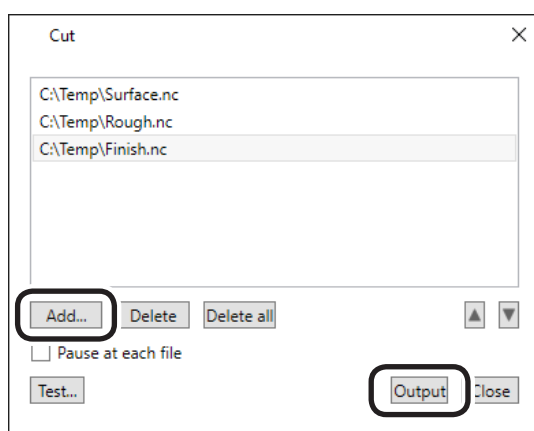 Cut
C:\Temp\Surface.nc
C:\Temp\Rough.nc
C:\Temp\Finish.nc
Add... Delete Delete all
Pause at each file
Test... Output Close